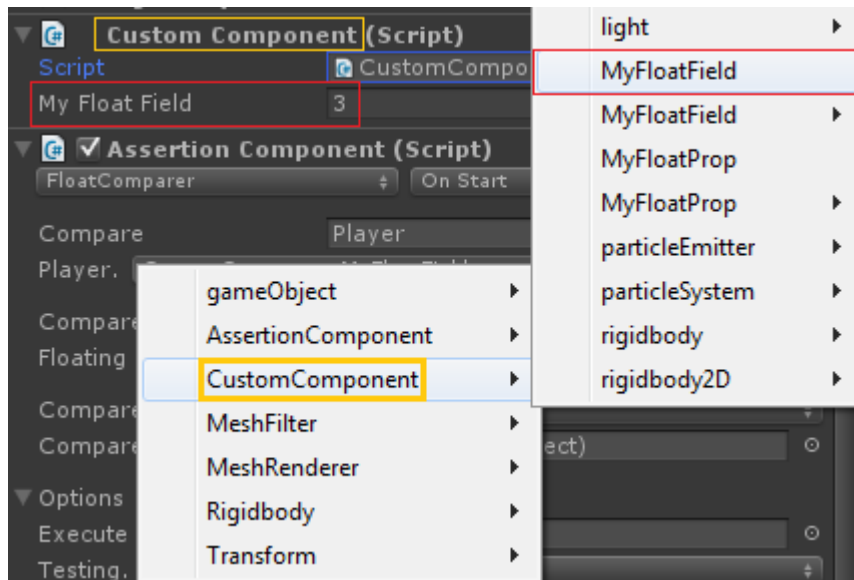 Custom Component (Script)
Script CustomCompo
My Float Field 3
Assertion Component (Script)
FloatComparer On Start
Compare Player
Player.
Compare
Floating
Compare
Compare ect)
Options
Execute
Testing.
gameObject
AssertionComponent
CustomComponent
MeshFilter
MeshRenderer
Rigidbody
Transform
light
MyFloatField
MyFloatField
MyFloatProp
MyFloatProp
particleEmitter
particleSystem
rigidbody
rigidbody2D